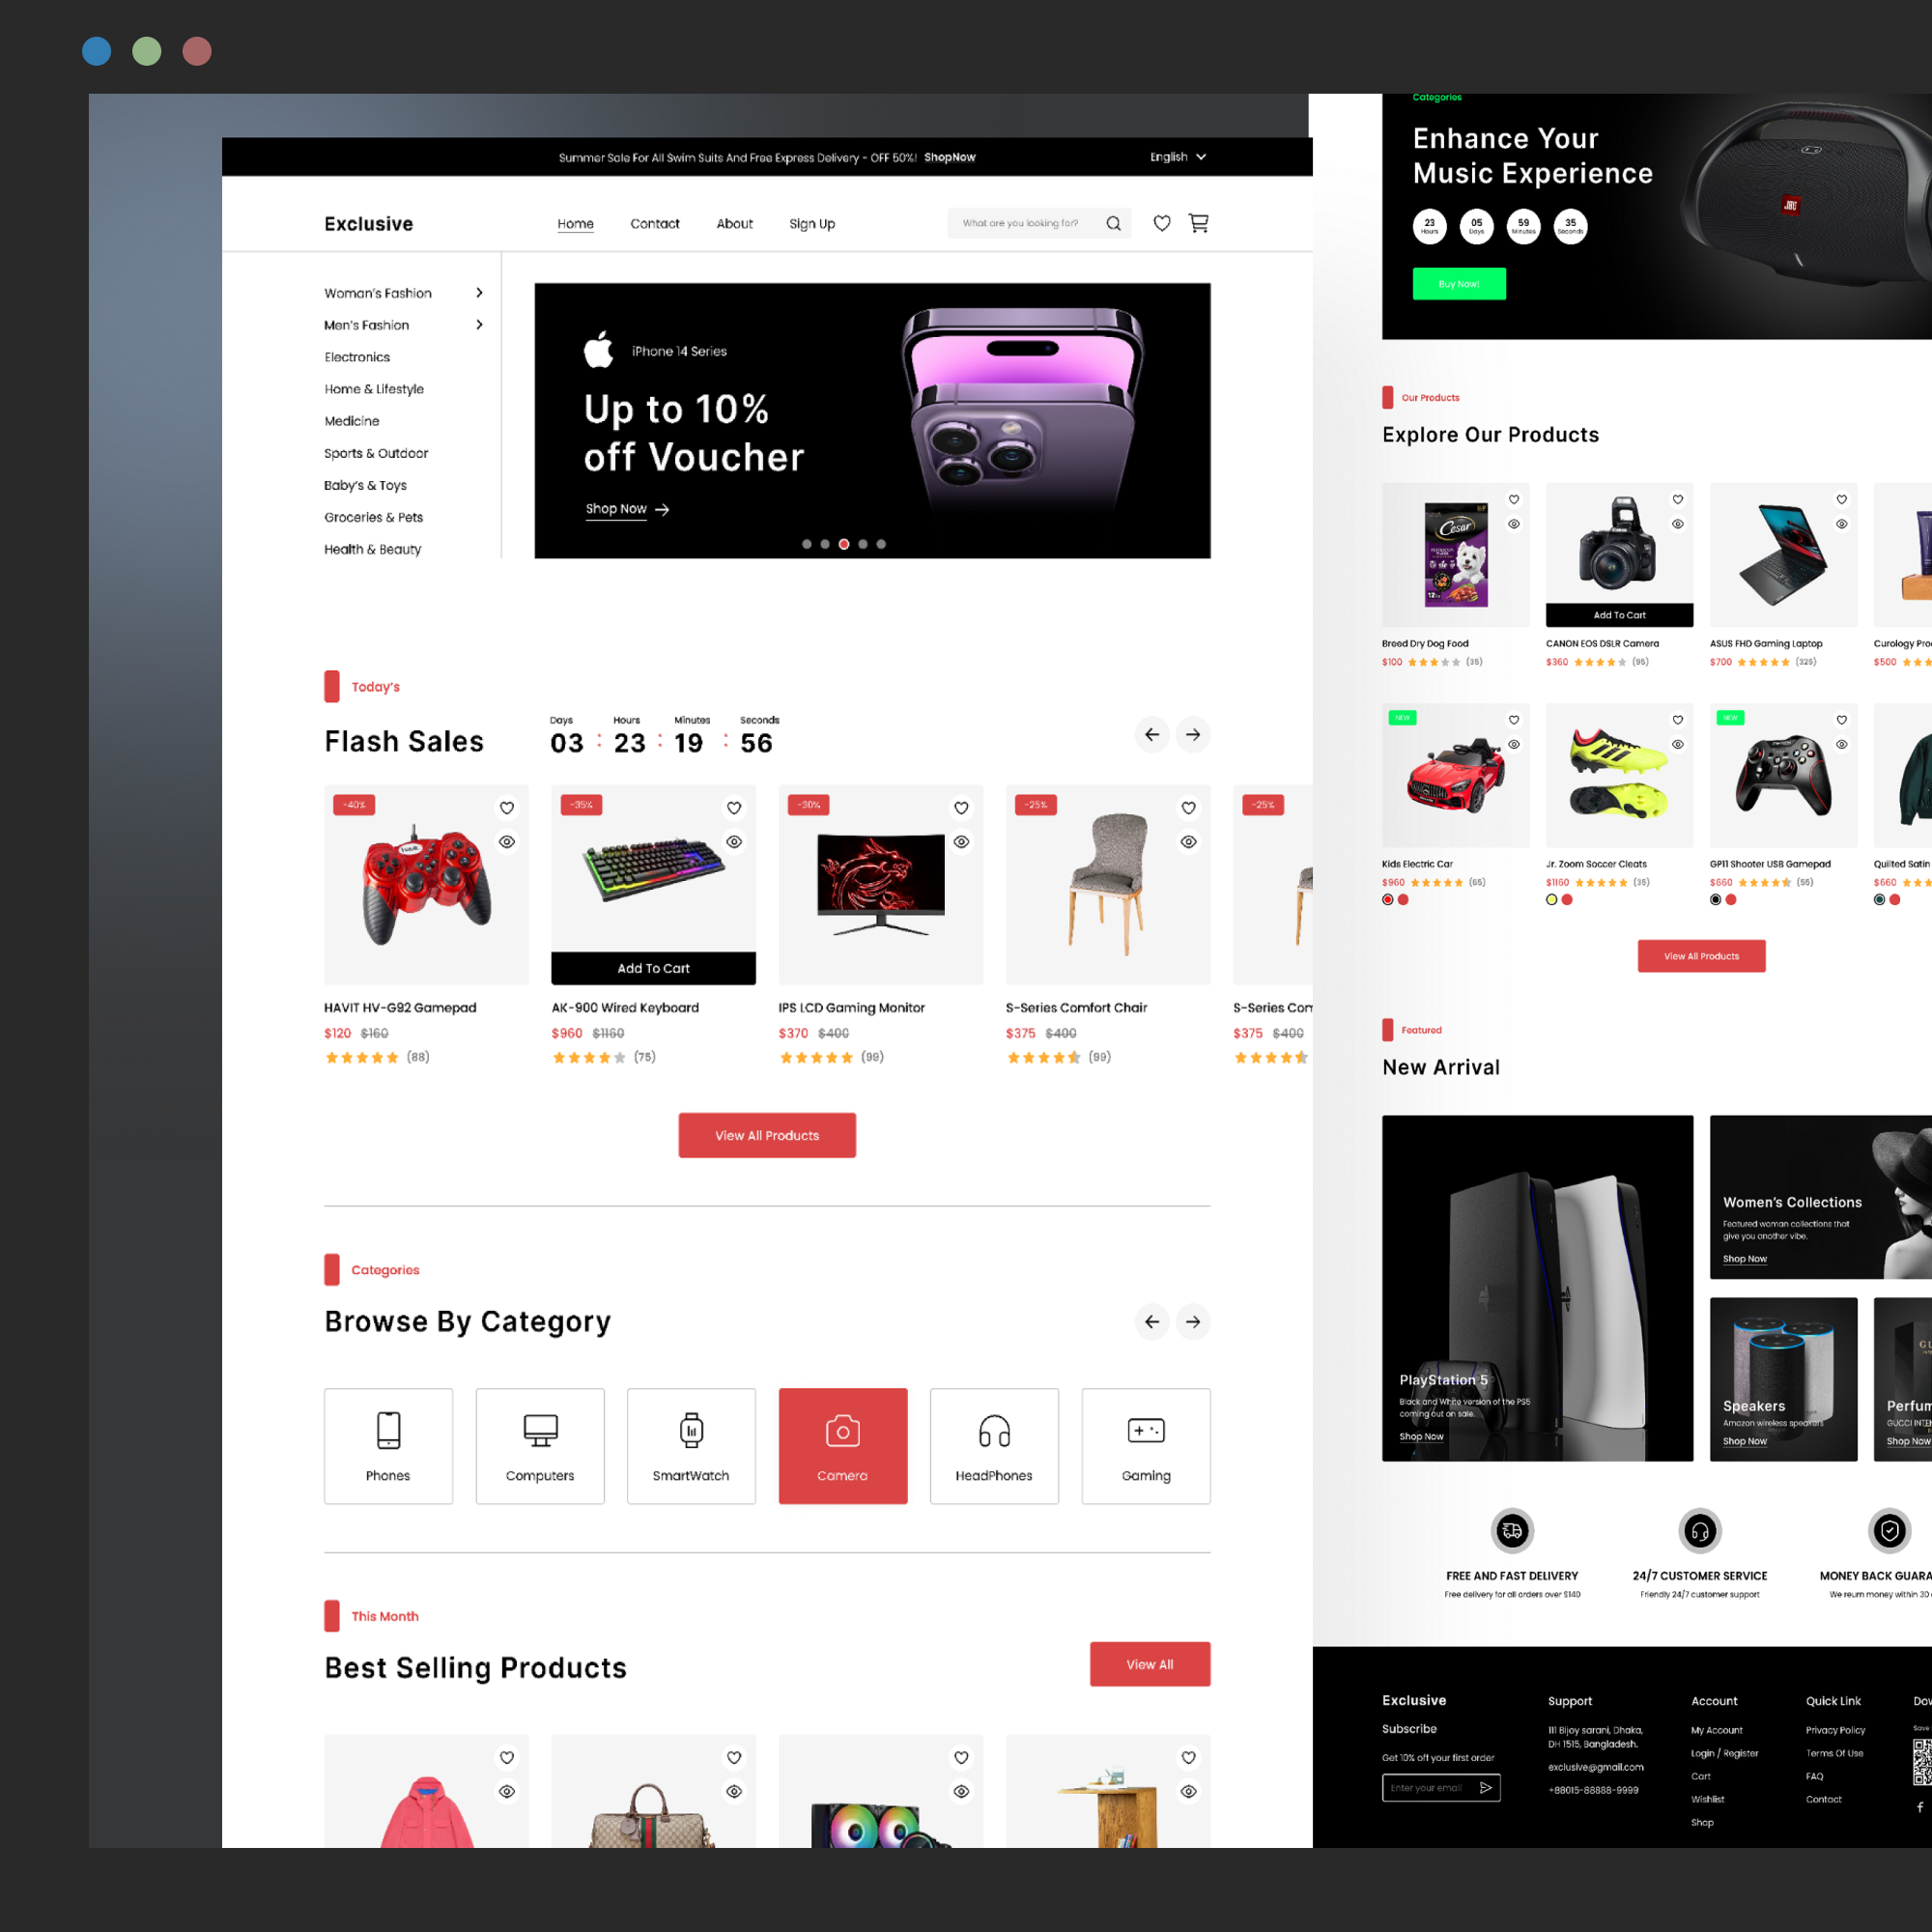 Summer Sale For All Swim Suits And Free Express Delivery - OFF 50%! ShopNow
English
Exclusive
Home
Contact
About
Sign Up
What are you looking for?
Woman's Fashion
Men's Fashion
Electronics
Home & Lifestyle
Medicine
Sports & Outdoor
Baby's & Toys
Groceries & Pets
Health & Beauty
iPhone 14 Series
Up to 10%
off Voucher
Shop Now
Today's
Flash Sales
Days
Hours
Minutes
Seconds
03 : 23 : 19 : 56
-40%
-35%
-30%
-25%
-25%
Add To Cart
HAVIT HV-G92 Gamepad
$120 $160
(88)
AK-900 Wired Keyboard
$960 $1160
(75)
IPS LCD Gaming Monitor
$370 $400
(99)
S-Series Comfort Chair
$375 $400
(99)
S-Series Com
$375 $400
View All Products
Categories
Browse By Category
Phones
Computers
SmartWatch
Camera
HeadPhones
Gaming
This Month
Best Selling Products
View All
Categories
Enhance Your
Music Experience
23
Hours
05
Days
59
Minutes
35
Seconds
Buy Now!
JBL
Our Products
Explore Our Products
Cesar
Add To Cart
Breed Dry Dog Food
$100 (35)
CANON EOS DSLR Camera
$360 (95)
ASUS FHD Gaming Laptop
$700 (325)
Curology Pro
$500
NEW
NEW
Kids Electric Car
$960 (65)
Jr. Zoom Soccer Cleats
$1160 (35)
GP11 Shooter USB Gamepad
$660 (55)
Quilted Satin
$660
View All Products
Featured
New Arrival
PlayStation 5
Black and White version of the PS5
coming out on sale.
Shop Now
Women's Collections
Featured woman collections that
give you another vibe.
Shop Now
Speakers
Amazon wireless speakers
Shop Now
Perfum
GUCCI INTE
Shop Now
FREE AND FAST DELIVERY
Free delivery for all orders over $140
24/7 CUSTOMER SERVICE
Friendly 24/7 customer support
MONEY BACK GUARA
We reurn money within 30
Exclusive
Subscribe
Get 10% off your first order
Enter your email
Support
111 Bijoy sarani, Dhaka,
DH 1515, Bangladesh.
exclusive@gmail.com
+88015-88888-9999
Account
My Account
Login / Register
Cart
Wishlist
Shop
Quick Link
Privacy Policy
Terms Of Use
FAQ
Contact
Dow
Save